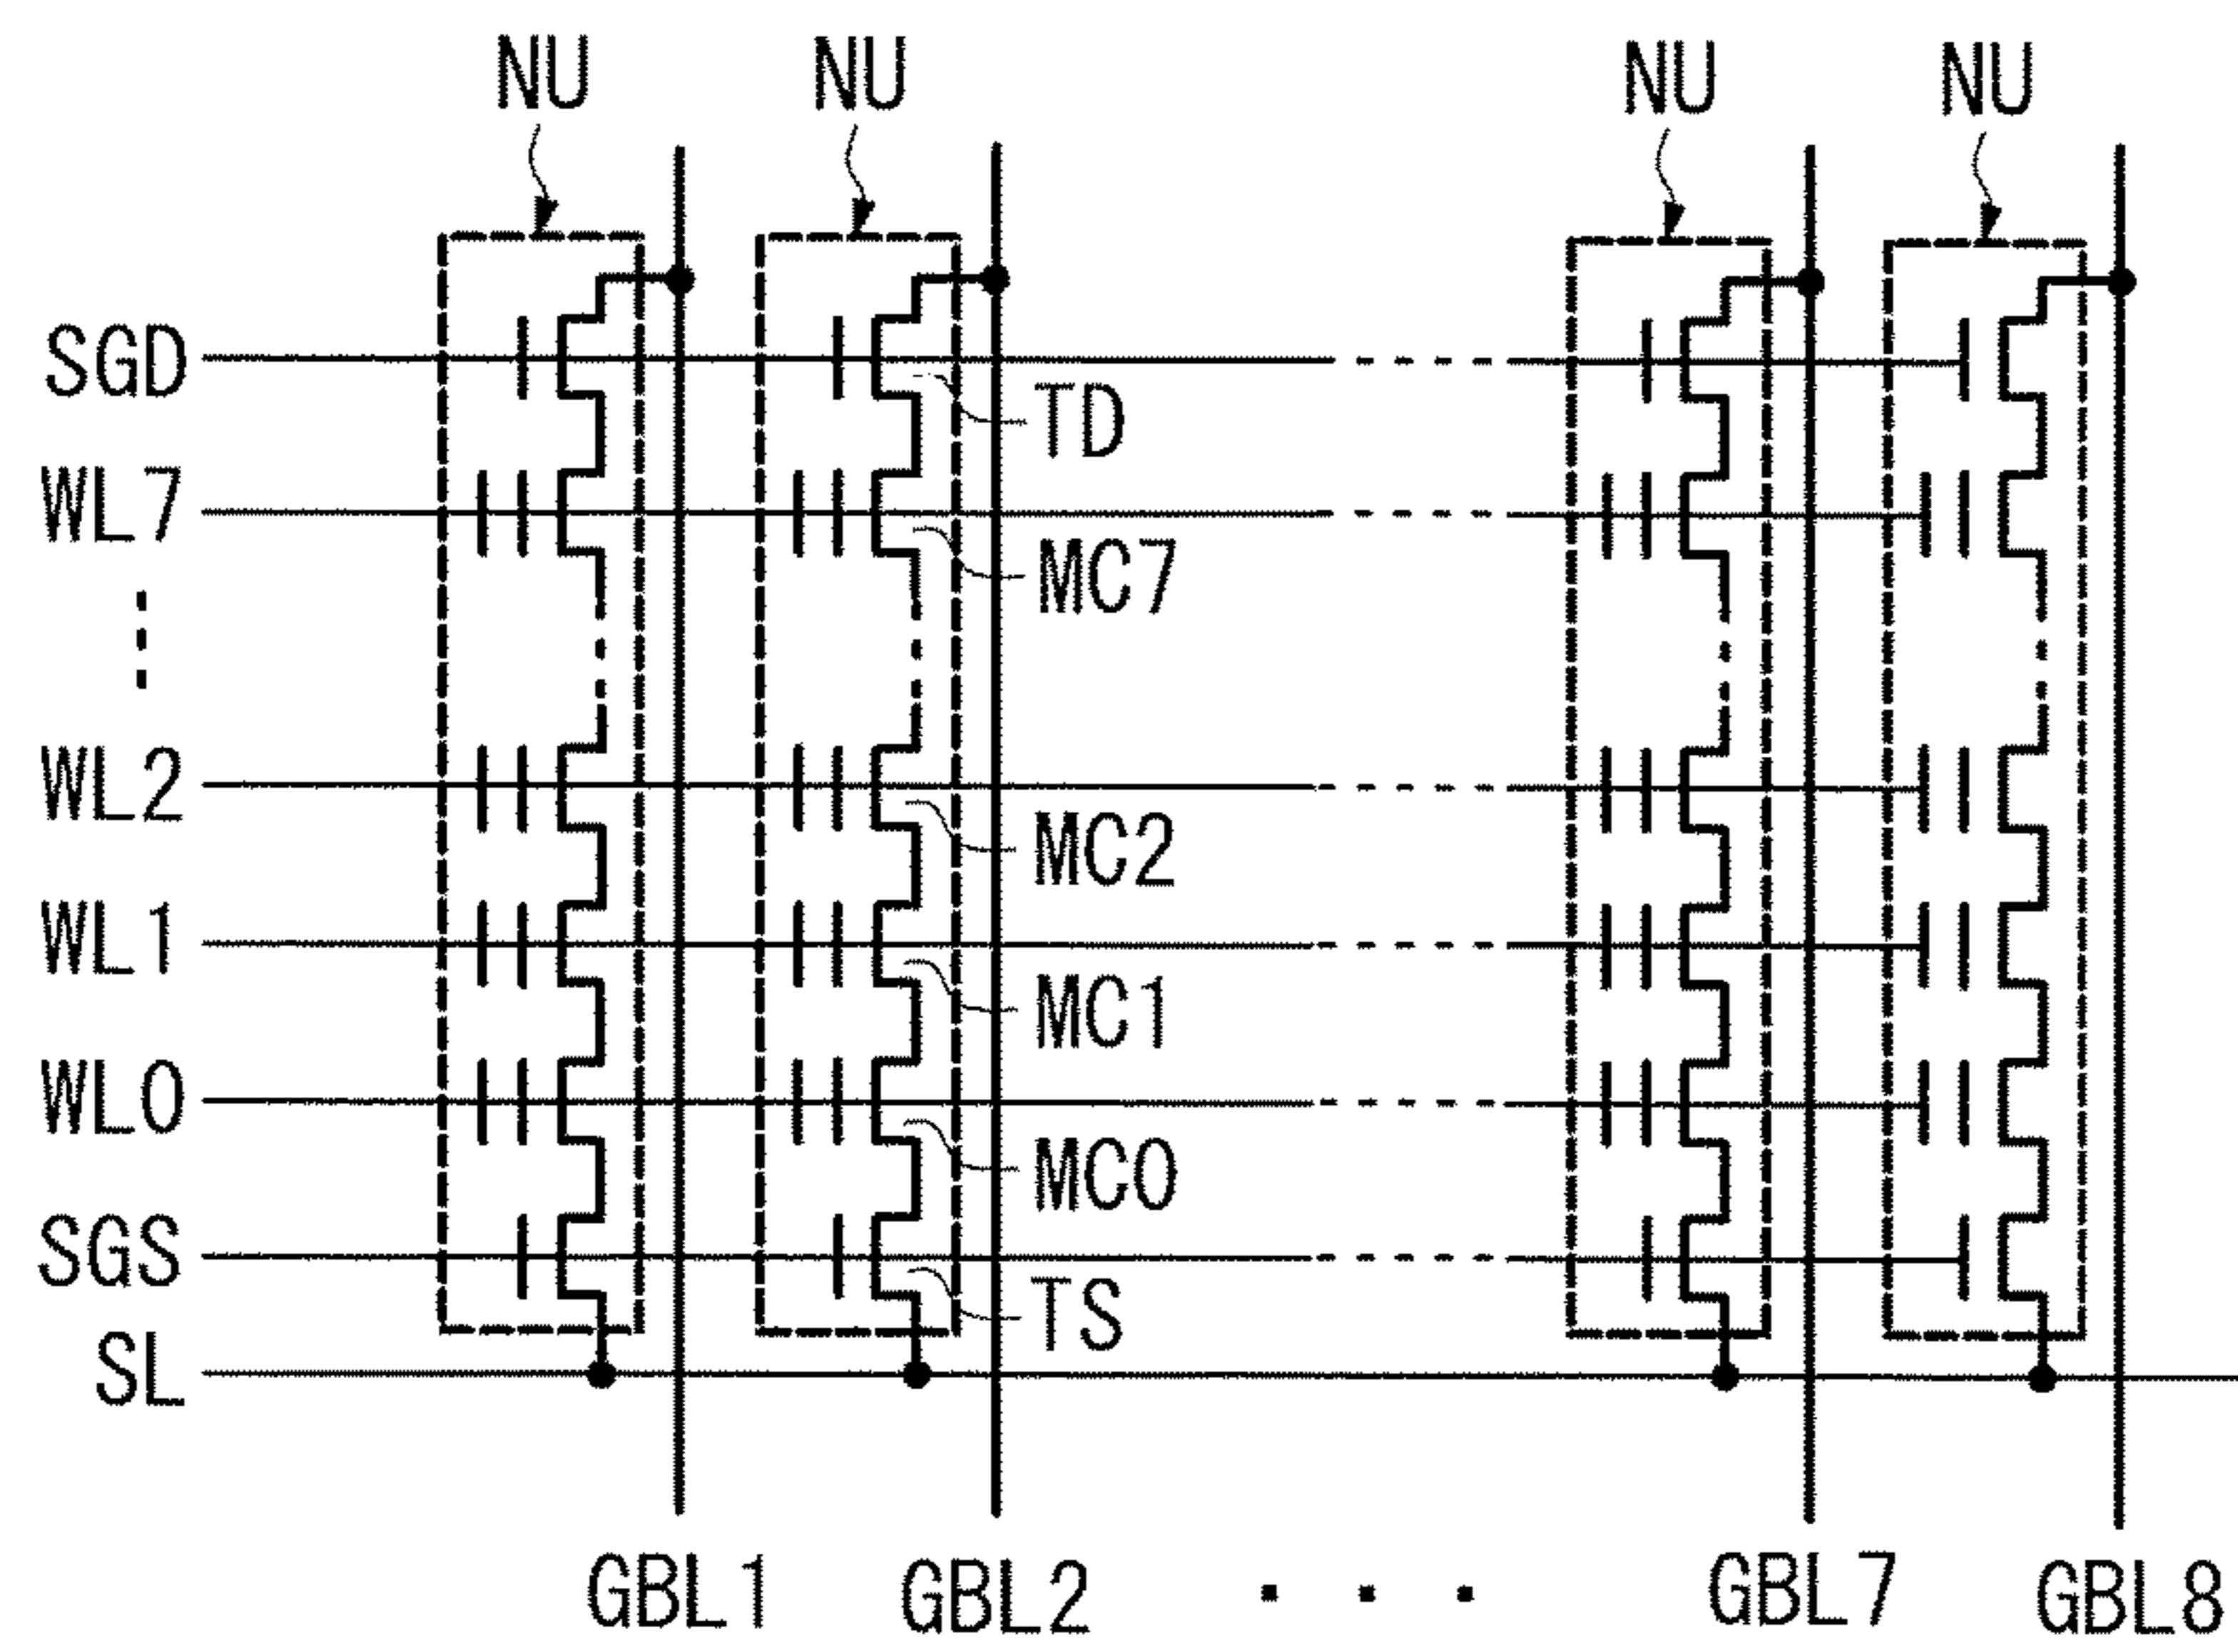 NU NU NU NU
SGD
TD
WL7
MC7
WL2
MC2
WL1
MC1
WL0
MC0
SGS
TS
SL
GBL1 GBL2 ・・・ GBL7 GBL8